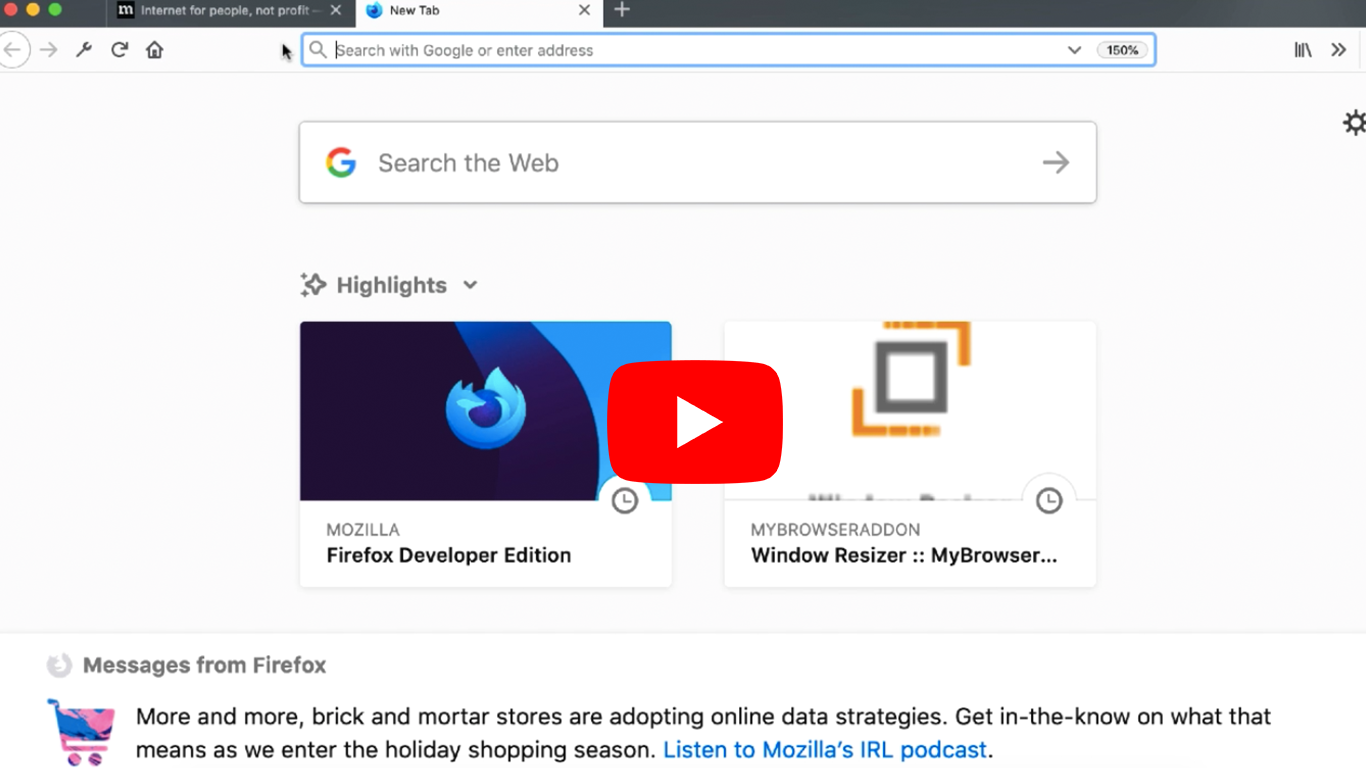 m Internet for people, not profit —
New Tab
Search with Google or enter address
150%
Search the Web
Highlights
MOZILLA
Firefox Developer Edition
MYBROWSERADDON
Window Resizer :: MyBrowser...
Messages from Firefox
More and more, brick and mortar stores are adopting online data strategies. Get in-the-know on what that
means as we enter the holiday shopping season. Listen to Mozilla’s IRL podcast.